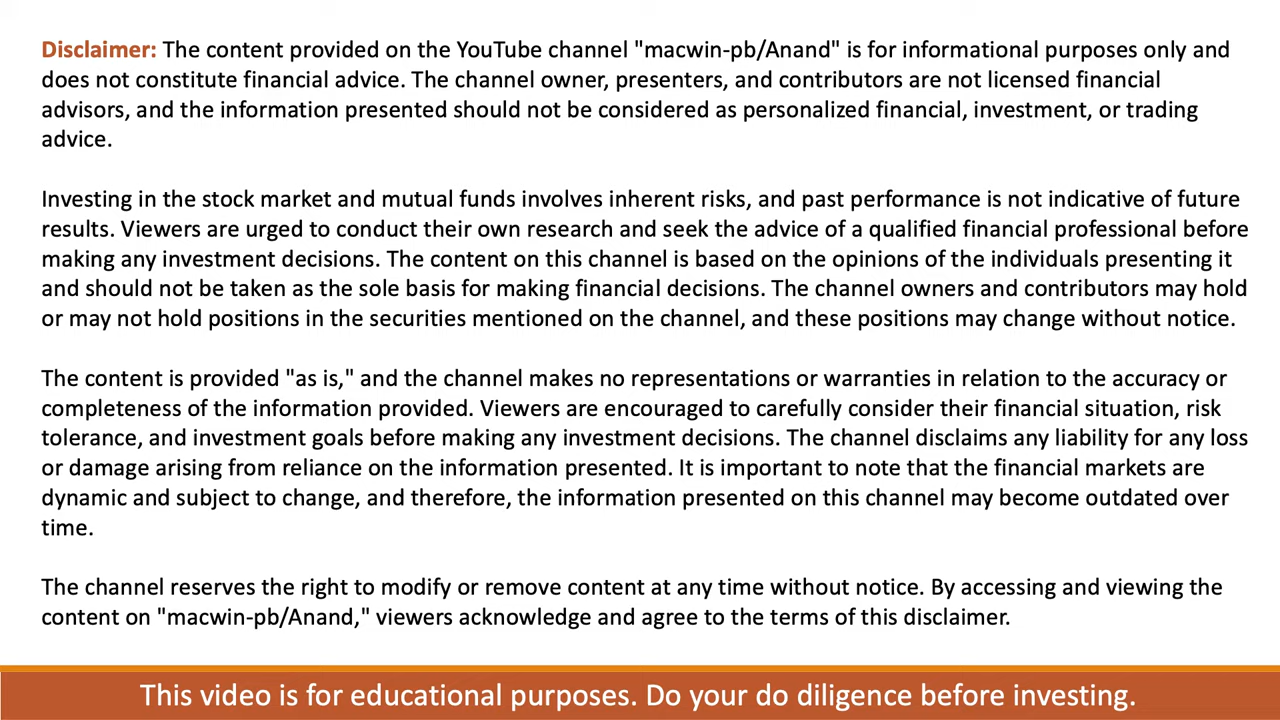 Disclaimer: The content provided on the YouTube channel "macwin-pb/Anand" is for informational purposes only and
does not constitute financial advice. The channel owner, presenters, and contributors are not licensed financial
advisors, and the information presented should not be considered as personalized financial, investment, or trading
advice.
Investing in the stock market and mutual funds involves inherent risks, and past performance is not indicative of future
results. Viewers are urged to conduct their own research and seek the advice of a qualified financial professional before
making any investment decisions. The content on this channel is based on the opinions of the individuals presenting it
and should not be taken as the sole basis for making financial decisions. The channel owners and contributors may hold
or may not hold positions in the securities mentioned on the channel, and these positions may change without notice.
The content is provided "as is," and the channel makes no representations or warranties in relation to the accuracy or
completeness of the information provided. Viewers are encouraged to carefully consider their financial situation, risk
tolerance, and investment goals before making any investment decisions. The channel disclaims any liability for any loss
or damage arising from reliance on the information presented. It is important to note that the financial markets are
dynamic and subject to change, and therefore, the information presented on this channel may become outdated over
time.
The channel reserves the right to modify or remove content at any time without notice. By accessing and viewing the
content on "macwin-pb/Anand," viewers acknowledge and agree to the terms of this disclaimer.
This video is for educational purposes. Do your do diligence before investing.